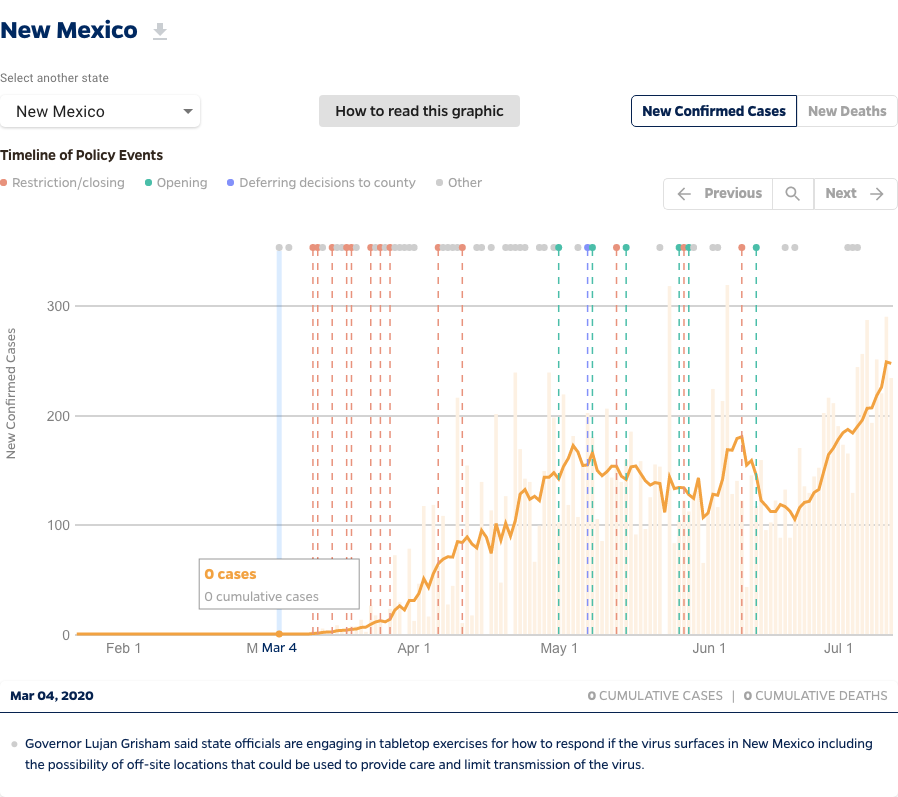 New Mexico
Select another state
New Mexico
How to read this graphic
New Confirmed Cases
New Deaths
Timeline of Policy Events
Restriction/closing
Opening
Deferring decisions to county
Other
Previous
Next
New Confirmed Cases
300
200
100
0
0 cases
0 cumulative cases
Feb 1
M
Mar 4
Apr 1
May 1
Jun 1
Jul 1
Mar 04, 2020
0 CUMULATIVE CASES | 0 CUMULATIVE DEATHS
Governor Lujan Grisham said state officials are engaging in tabletop exercises for how to respond if the virus surfaces in New Mexico including
the possibility of off-site locations that could be used to provide care and limit transmission of the virus.